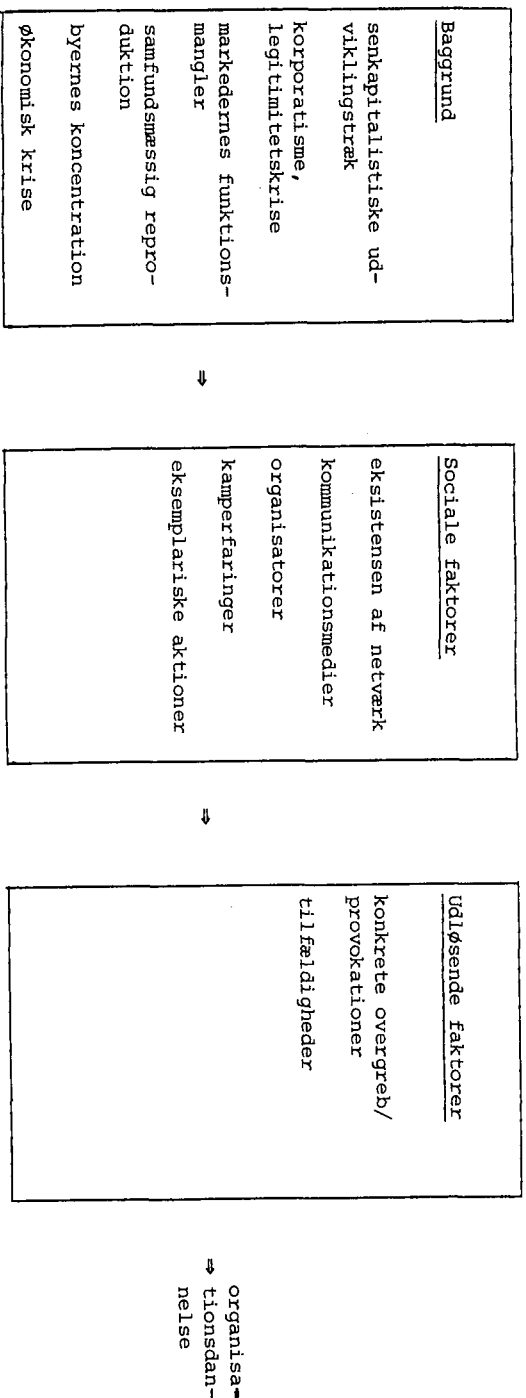 Baggrund
senkapitalistiske ud-
viklingstræk
korporatisme,
legitimitetskrise
markedernes funktions-
mangler
samfundsmæssig repro-
duktion
byernes koncentration
økonomisk krise
⇒
Sociale faktorer
eksistensen af netværk
kommunikationsmedier
organisatorer
kamperfaringer
eksemplariske aktioner
⇒
Udløsende faktorer
konkrete overgreb/
provokationer
tilfældigheder
organisa-
⇒ tionsdan-
nelse